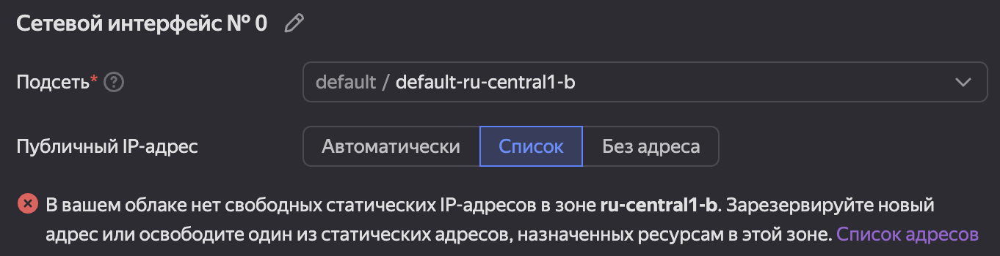 Сетевой интерфейс № 0
Подсеть* ? default / default-ru-central1-b
Публичный IP-адрес Автоматически Список Без адреса
В вашем облаке нет свободных статических IP-адресов в зоне ru-central1-b. Зарезервируйте новый
адрес или освободите один из статических адресов, назначенных ресурсам в этой зоне. Список адресов